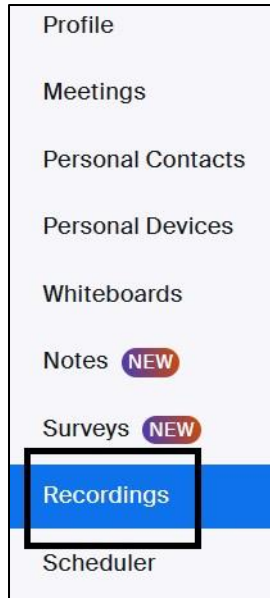 Profile
Meetings
Personal Contacts
Personal Devices
Whiteboards
Notes NEW
Surveys NEW
Recordings
Scheduler